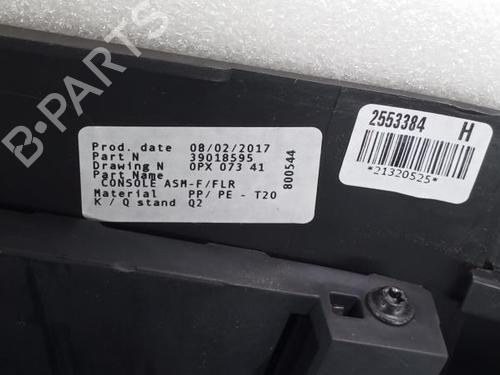 Prod. date 08/02/2017
Part N 39018595
Drawing N 0PX 073 41
Part Name
CONSOLE ASM-F/FLR
Material PP/ PE - T20
K / Q stand Q2
800544
2553384 H
*21320525*
B-PARTS